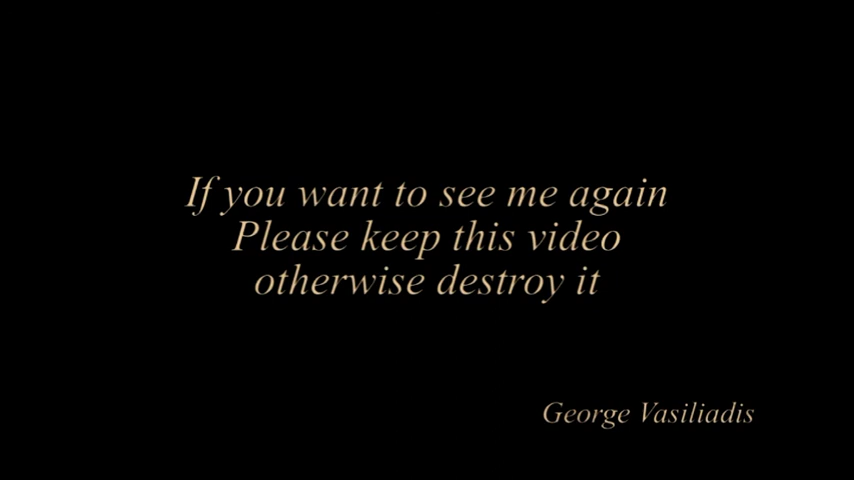 If you want to see me again
Please keep this video
otherwise destroy it
George Vasiliadis